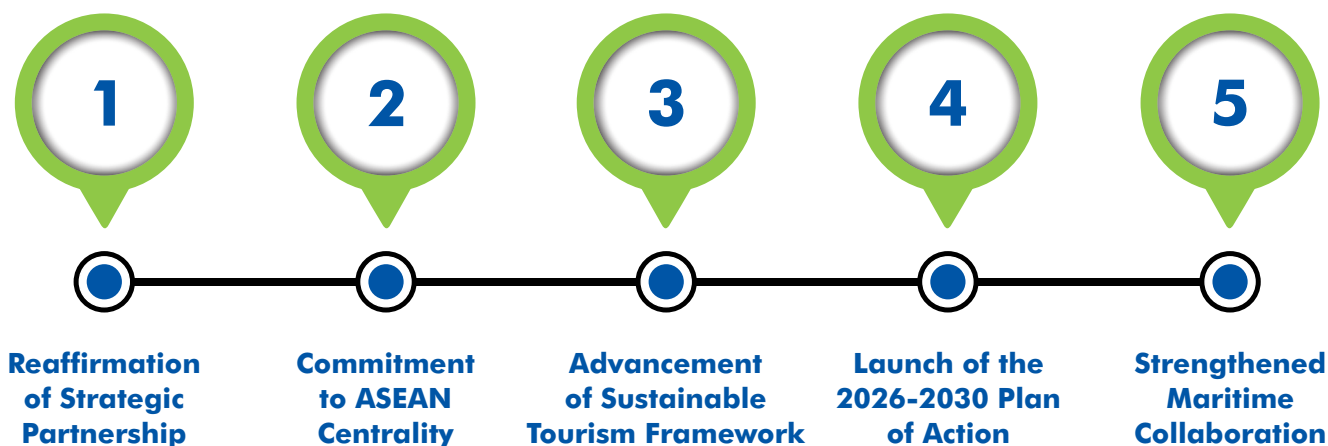 1
2
3
4
5
Reaffirmation
of Strategic
Partnership
Commitment
to ASEAN
Centrality
Advancement
of Sustainable
Tourism Framework
Launch of the
2026-2030 Plan
of Action
Strengthened
Maritime
Collaboration